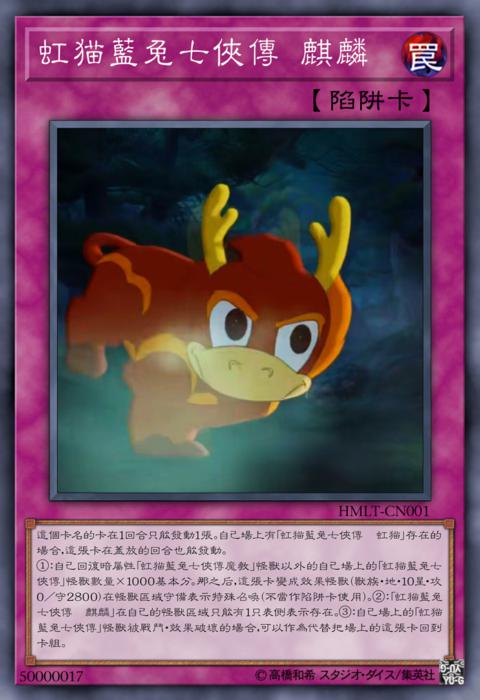 虹猫藍兔七俠傳 麒麟
罠
【陷阱卡】
HMLT-CN001
這個卡名的卡在1回合只能發動1張。自己場上有「虹猫藍兔七俠傳 虹猫」存在的
場合,這張卡在蓋放的回合也能發動。
①:自己回復暗屬性「虹猫藍兔七俠傳魔教」怪獸以外的自己場上的「虹猫藍兔七俠
傳」怪獸數量×1000基本分。那之後,這張卡變成效果怪獸(獸族·地·10星·攻
0/守2800)在怪獸區域守備表示特殊召喚(不當作陷阱卡使用)。②:「虹猫藍兔七
俠傳 麒麟」在自己的怪獸區域只能有1只表側表示存在。③:自己場上的「虹猫
藍兔七俠傳」怪獸被戰鬥·效果破壞的場合,可以作為代替把場上的這張卡回到
卡組。
50000017
©高橋和希 スタジオ・ダイス/集英社